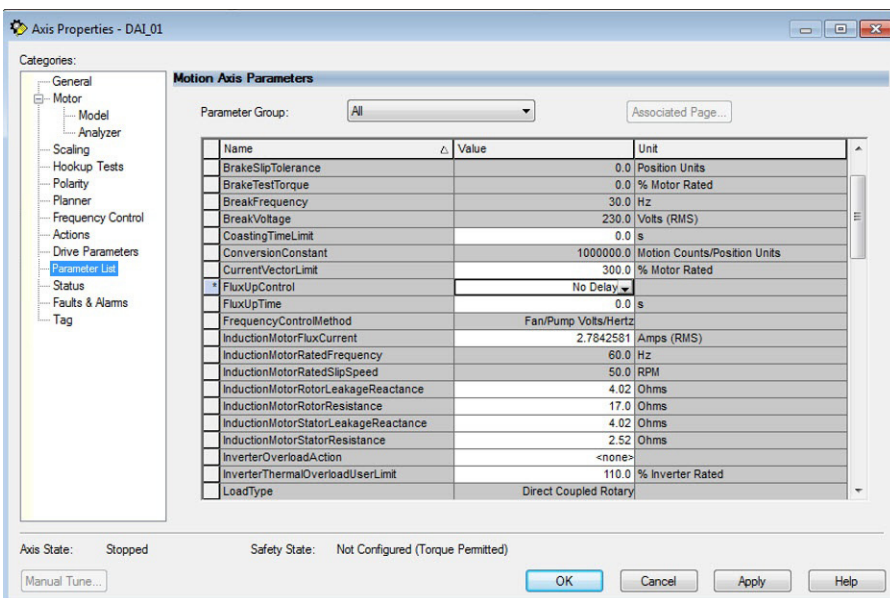 Axis Properties - DAI_01
Categories:
General
Motor
Model
Analyzer
Scaling
Hookup Tests
Polarity
Planner
Frequency Control
Actions
Drive Parameters
Parameter List
Status
Faults & Alarms
Tag
Motion Axis Parameters
Parameter Group: All Associated Page...
Name Value Unit
BrakeSlipTolerance 0.0 Position Units
BrakeTestTorque 0.0 % Motor Rated
BreakFrequency 30.0 Hz
BreakVoltage 230.0 Volts (RMS)
CoastingTimeLimit 0.0 s
ConversionConstant 1000000.0 Motion Counts/Position Units
CurrentVectorLimit 300.0 % Motor Rated
* FluxUpControl No Delay
FluxUpTime 0.0 s
FrequencyControlMethod Fan/Pump Volts/Hertz
InductionMotorFluxCurrent 2.7842581 Amps (RMS)
InductionMotorRatedFrequency 60.0 Hz
InductionMotorRatedSlipSpeed 50.0 RPM
InductionMotorRotorLeakageReactance 4.02 Ohms
InductionMotorRotorResistance 17.0 Ohms
InductionMotorStatorLeakageReactance 4.02 Ohms
InductionMotorStatorResistance 2.52 Ohms
InverterOverloadAction <none>
InverterThermalOverloadUserLimit 110.0 % Inverter Rated
LoadType Direct Coupled Rotary
Axis State: Stopped Safety State: Not Configured (Torque Permitted)
Manual Tune... OK Cancel Apply Help